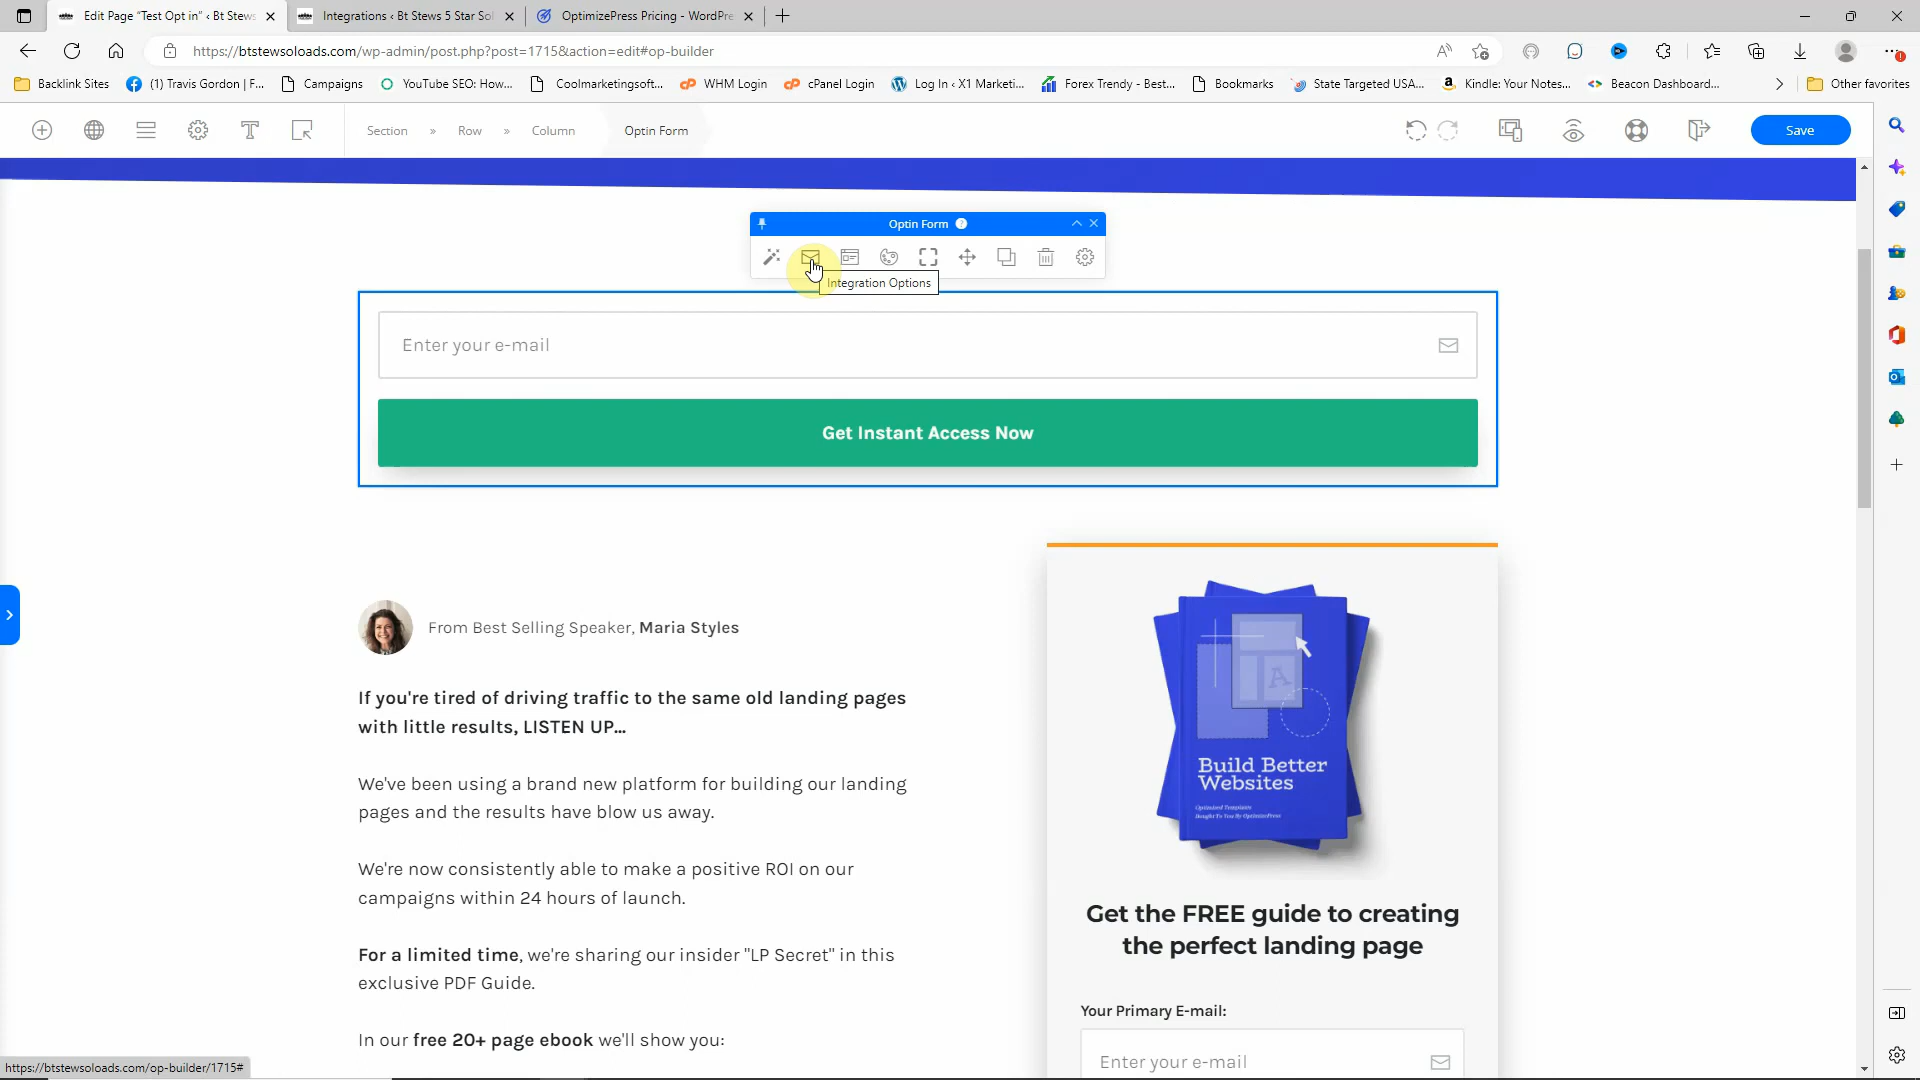 Edit Page “Test Opt in” ‹ Bt Stews
Integrations ‹ Bt Stews 5 Star Sol
OptimizePress Pricing - WordPre
https://btstewsoloads.com/wp-admin/post.php?post=1715&action=edit#op-builder
Backlink Sites
(1) Travis Gordon | F...
Campaigns
YouTube SEO: How...
Coolmarketingsoft...
WHM Login
cPanel Login
Log In ‹ X1 Marketi...
Forex Trendy - Best...
Bookmarks
State Targeted USA...
Kindle: Your Notes...
Beacon Dashboard...
Other favorites
Section » Row » Column Optin Form
Save
Optin Form
Integration Options
Enter your e-mail
Get Instant Access Now
From Best Selling Speaker, Maria Styles
If you're tired of driving traffic to the same old landing pages
with little results, LISTEN UP...
We've been using a brand new platform for building our landing
pages and the results have blow us away.
We're now consistently able to make a positive ROI on our
campaigns within 24 hours of launch.
For a limited time, we're sharing our insider "LP Secret" in this
exclusive PDF Guide.
In our free 20+ page ebook we'll show you:
A
Build Better
Websites
Optimized Templates
Bought To You By OptimizePress
Get the FREE guide to creating
the perfect landing page
Your Primary E-mail:
Enter your e-mail
https://btstewsoloads.com/op-builder/1715#